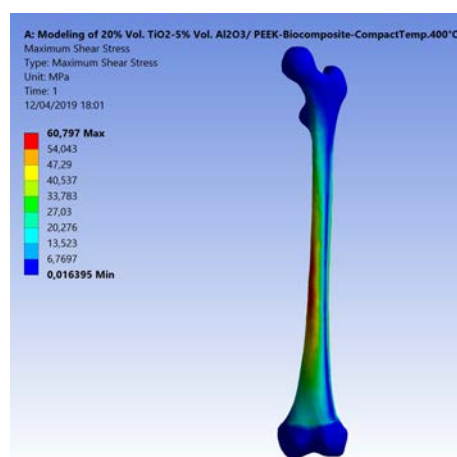 A: Modeling of 20% Vol. TiO2-5% Vol. Al2O3/ PEEK-Biocomposite-CompactTemp.400°C
Maximum Shear Stress
Type: Maximum Shear Stress
Unit: MPa
Time: 1
12/04/2019 18:01
60,797 Max
54,043
47,29
40,537
33,783
27,03
20,276
13,523
6,7697
0,016395 Min